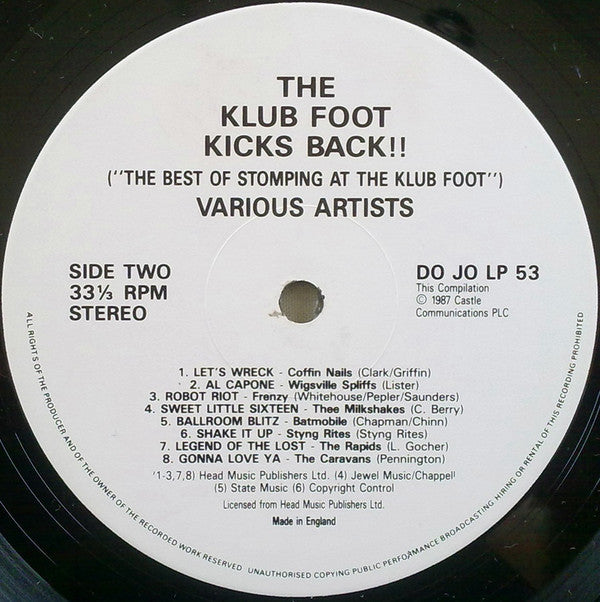 THE
KLUB FOOT
KICKS BACK!!
(''THE BEST OF STOMPING AT THE KLUB FOOT'')
VARIOUS ARTISTS
SIDE TWO
33⅓ RPM
STEREO
DO JO LP 53
This Compilation
© 1987 Castle
Communications PLC
1. LET'S WRECK - Coffin Nails (Clark/Griffin)
2. AL CAPONE - Wigsville Spliffs (Lister)
3. ROBOT RIOT - Frenzy (Whitehouse/Pepler/Saunders)
4. SWEET LITTLE SIXTEEN - Thee Milkshakes (C. Berry)
5. BALLROOM BLITZ - Batmobile (Chapman/Chinn)
6. SHAKE IT UP - Styng Rites (Styng Rites)
7. LEGEND OF THE LOST - The Rapids (L. Gocher)
8. GONNA LOVE YA - The Caravans (Pennington)
'1-3,7,8) Head Music Publishers Ltd. (4) Jewel Music/Chappell
(5) State Music (6) Copyright Control
Licensed from Head Music Publishers Ltd.
Made in England
ALL RIGHTS OF THE PRODUCER AND OF THE OWNER OF THE RECORDED WORK RESERVED UNAUTHORISED COPYING PUBLIC PERFORMANCE BROADCASTING HIRING OR RENTAL OF THIS RECORDING PROHIBITED